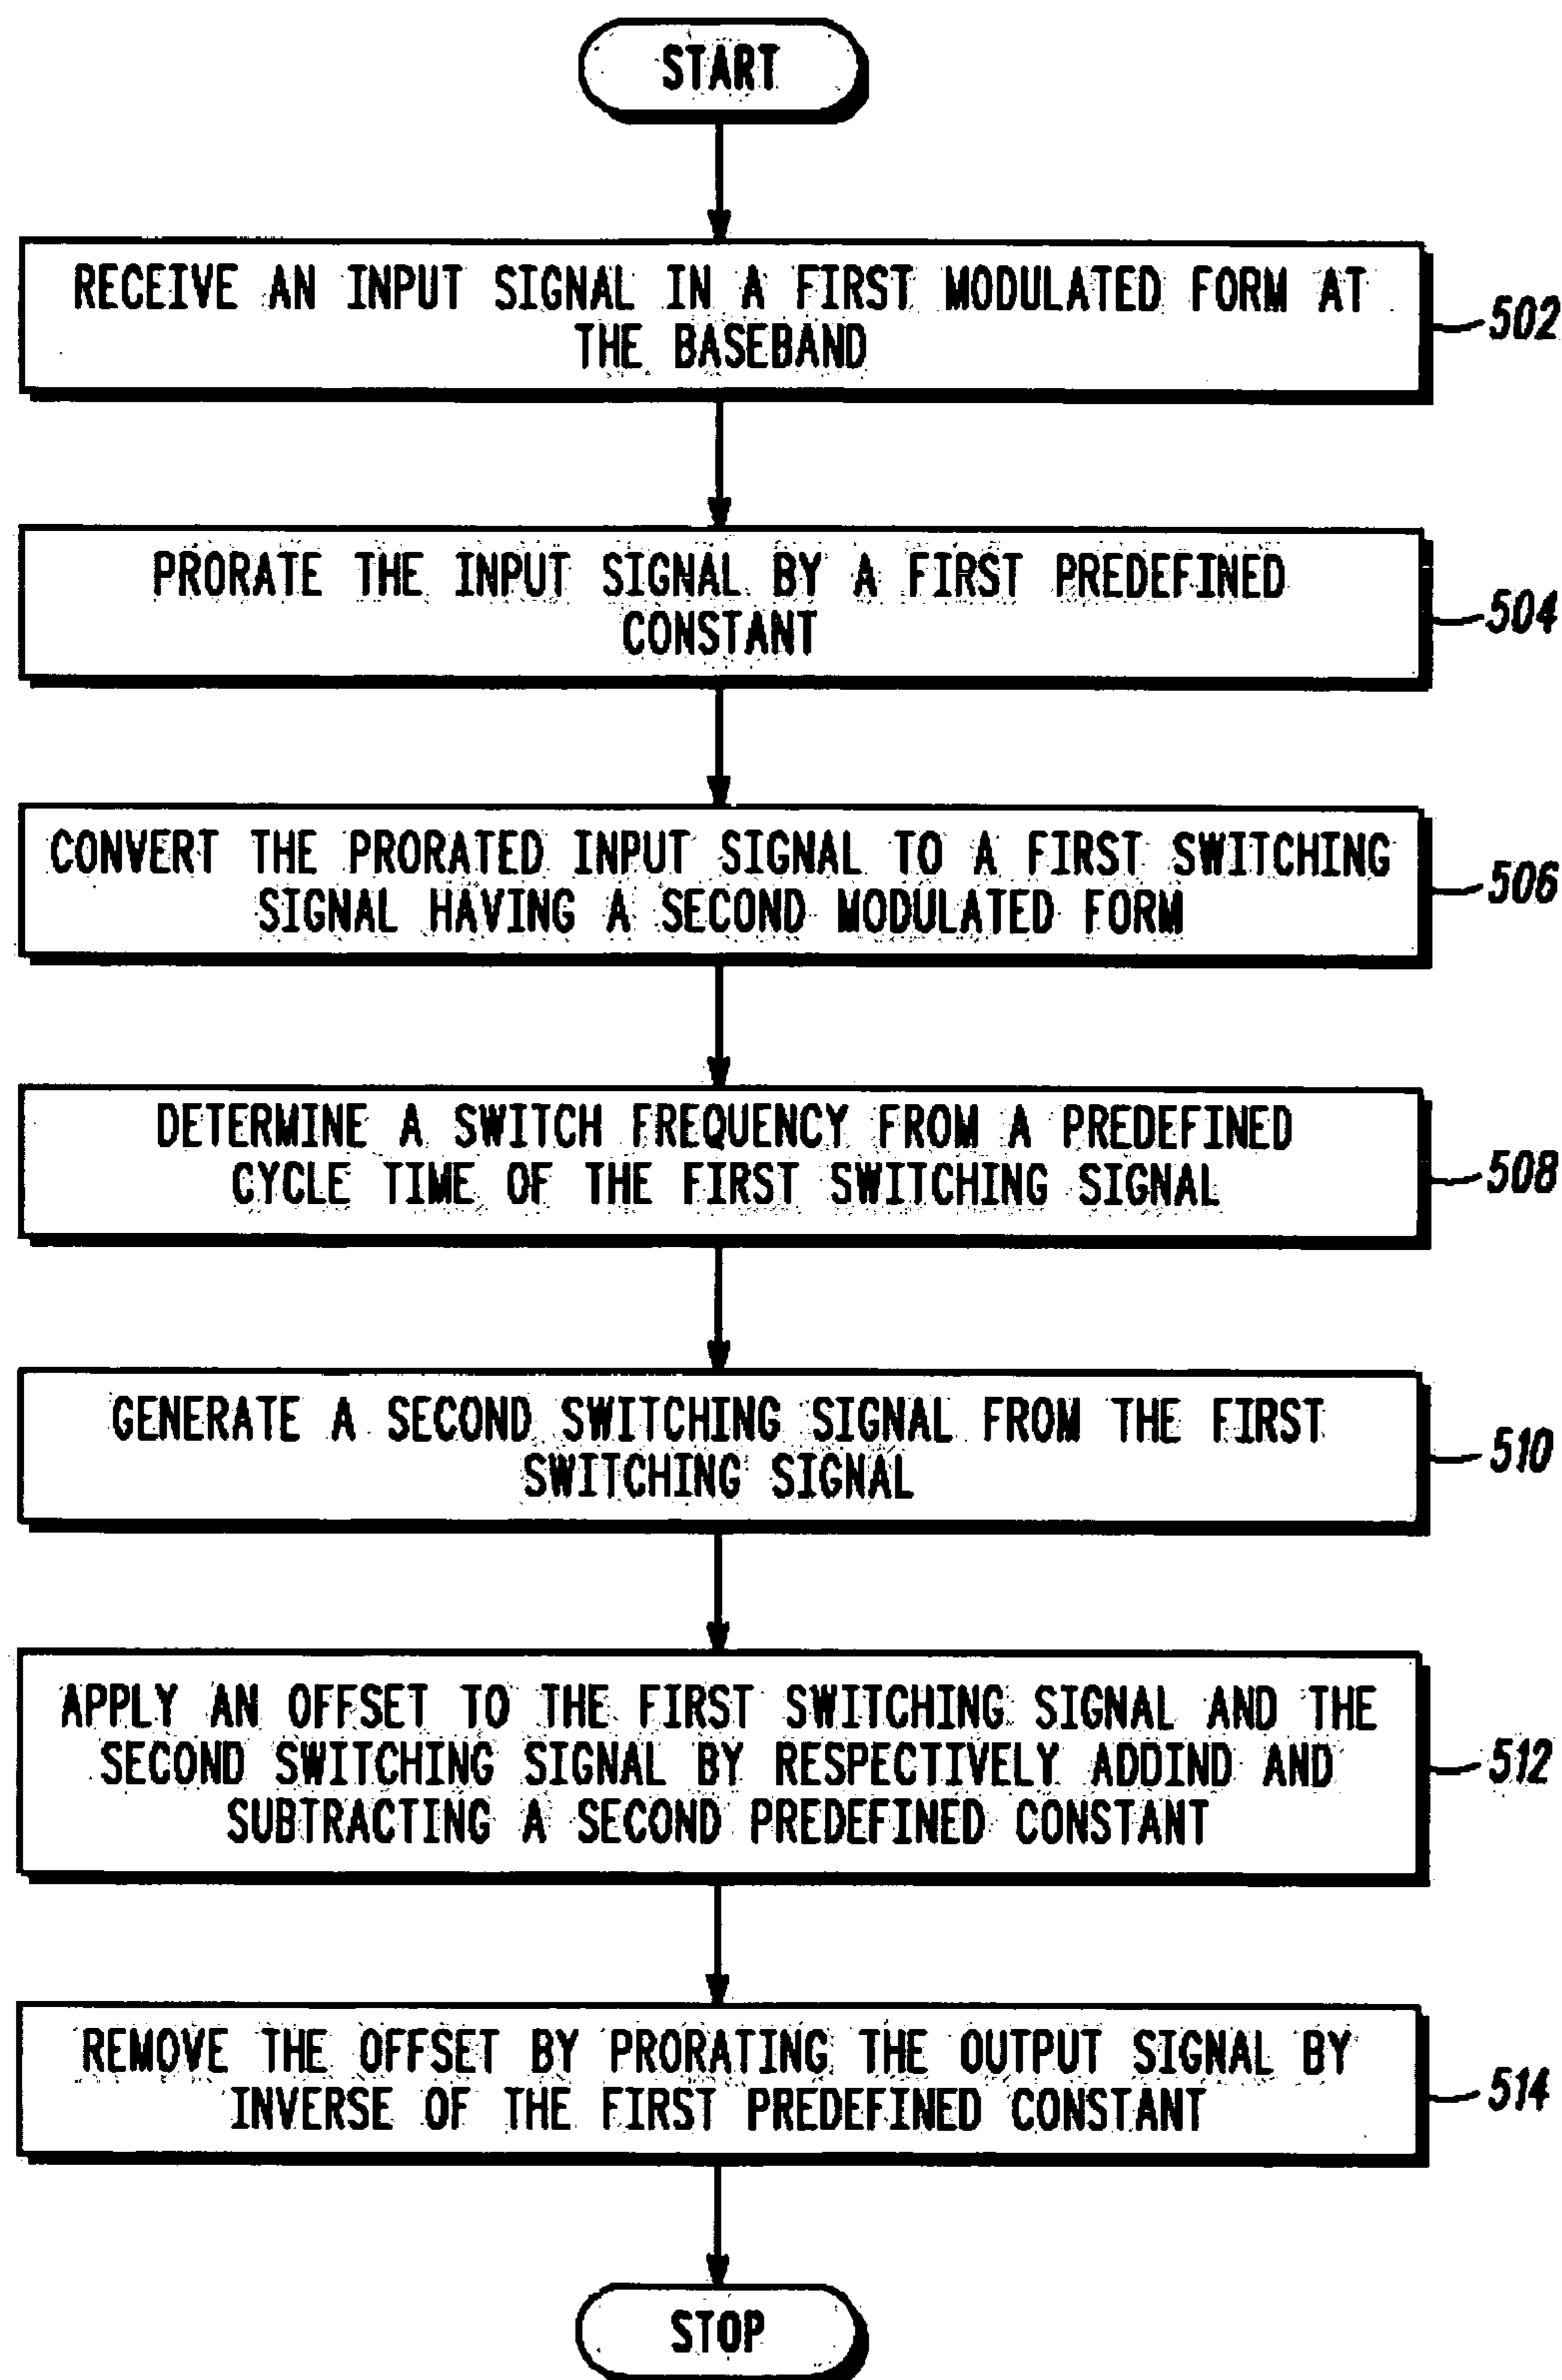 START
RECEIVE AN INPUT SIGNAL IN A FIRST MODULATED FORM AT
THE BASEBAND
502
PRORATE THE INPUT SIGNAL BY A FIRST PREDEFINED
CONSTANT
504
CONVERT THE PRORATED INPUT SIGNAL TO A FIRST SWITCHING
SIGNAL HAVING A SECOND MODULATED FORM
506
DETERMINE A SWITCH FREQUENCY FROM A PREDEFINED
CYCLE TIME OF THE FIRST SWITCHING SIGNAL
508
GENERATE A SECOND SWITCHING SIGNAL FROM THE FIRST
SWITCHING SIGNAL
510
APPLY AN OFFSET TO THE FIRST SWITCHING SIGNAL AND THE
SECOND SWITCHING SIGNAL BY RESPECTIVELY ADDIND AND
SUBTRACTING A SECOND PREDEFINED CONSTANT
512
REMOVE THE OFFSET BY PRORATING THE OUTPUT SIGNAL BY
INVERSE OF THE FIRST PREDEFINED CONSTANT
514
STOP